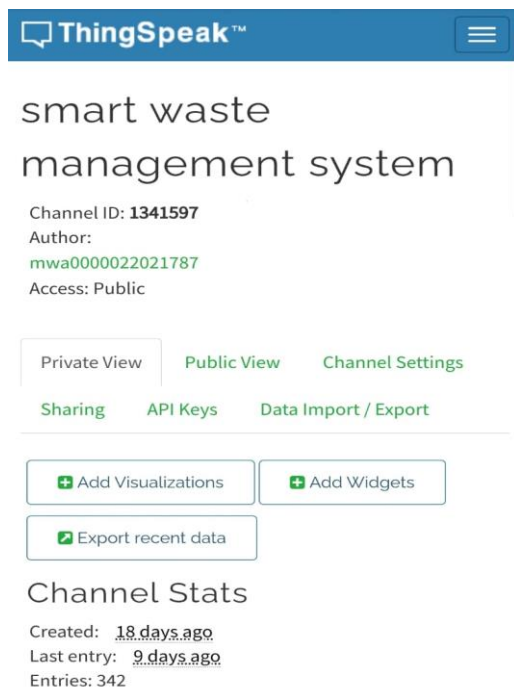 ThingSpeak™
smart waste
management system
Channel ID: 1341597
Author:
mwa0000022021787
Access: Public
Private View Public View Channel Settings
Sharing API Keys Data Import / Export
Add Visualizations Add Widgets
Export recent data
Channel Stats
Created: 18 days ago
Last entry: 9 days ago
Entries: 342